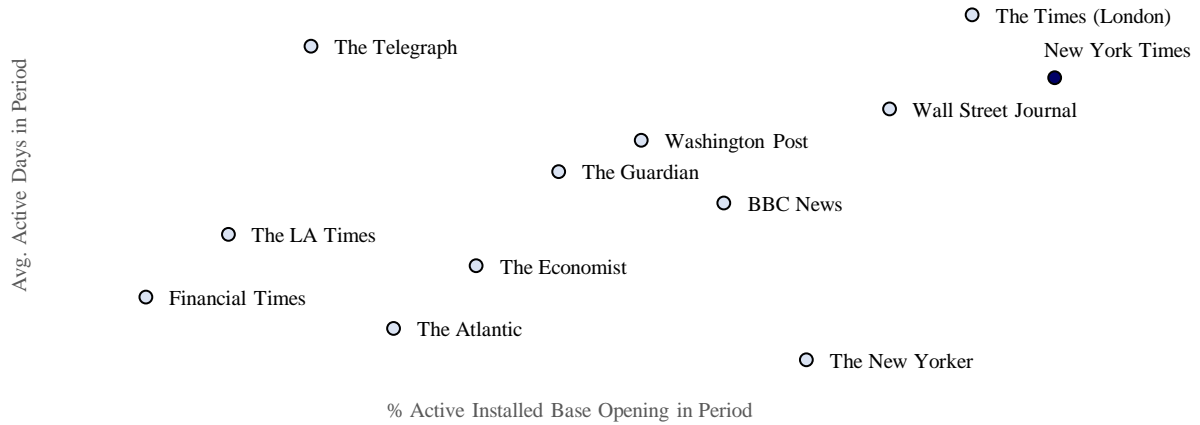 The Times (London)
The Telegraph
New York Times
Wall Street Journal
Washington Post
The Guardian
BBC News
The LA Times
The Economist
Financial Times
The Atlantic
The New Yorker
Avg. Active Days in Period
% Active Installed Base Opening in Period